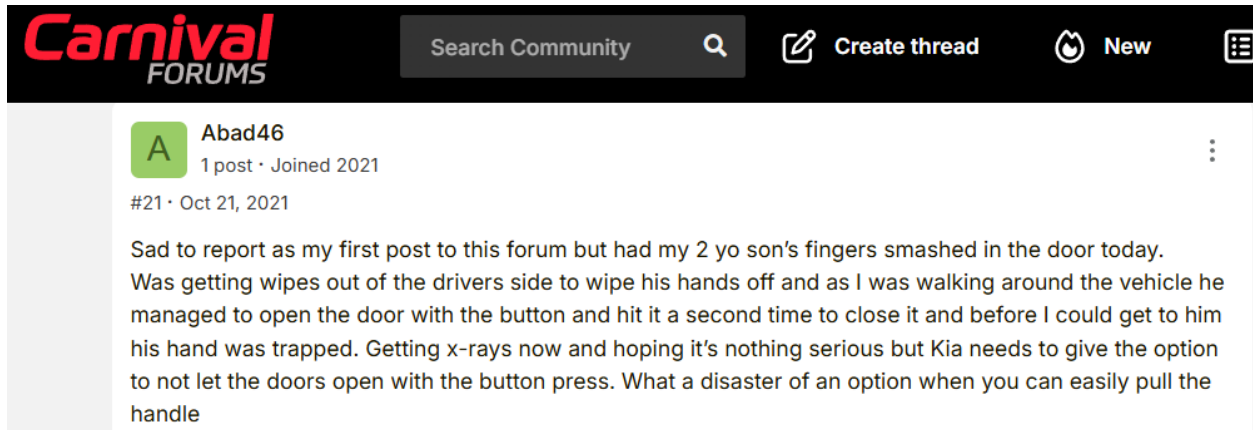 Carnival
FORUMS
Search Community
Create thread
New
A
Abad46
1 post · Joined 2021
#21 · Oct 21, 2021
Sad to report as my first post to this forum but had my 2 yo son’s fingers smashed in the door today.
Was getting wipes out of the drivers side to wipe his hands off and as I was walking around the vehicle he
managed to open the door with the button and hit it a second time to close it and before I could get to him
his hand was trapped. Getting x-rays now and hoping it’s nothing serious but Kia needs to give the option
to not let the doors open with the button press. What a disaster of an option when you can easily pull the
handle